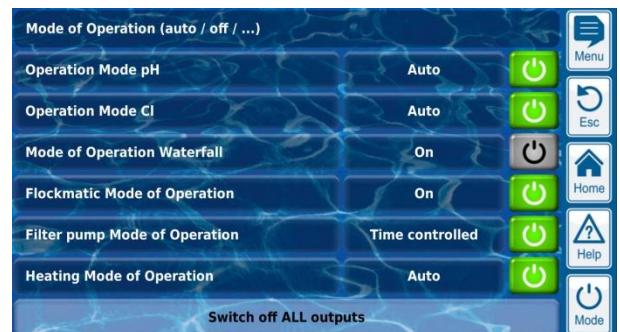 Mode of Operation (auto / off / ...)
Operation Mode pH Auto
Operation Mode Cl Auto
Mode of Operation Waterfall On
Flockmatic Mode of Operation On
Filter pump Mode of Operation Time controlled
Heating Mode of Operation Auto
Switch off ALL outputs
Menu
Esc
Home
Help
Mode